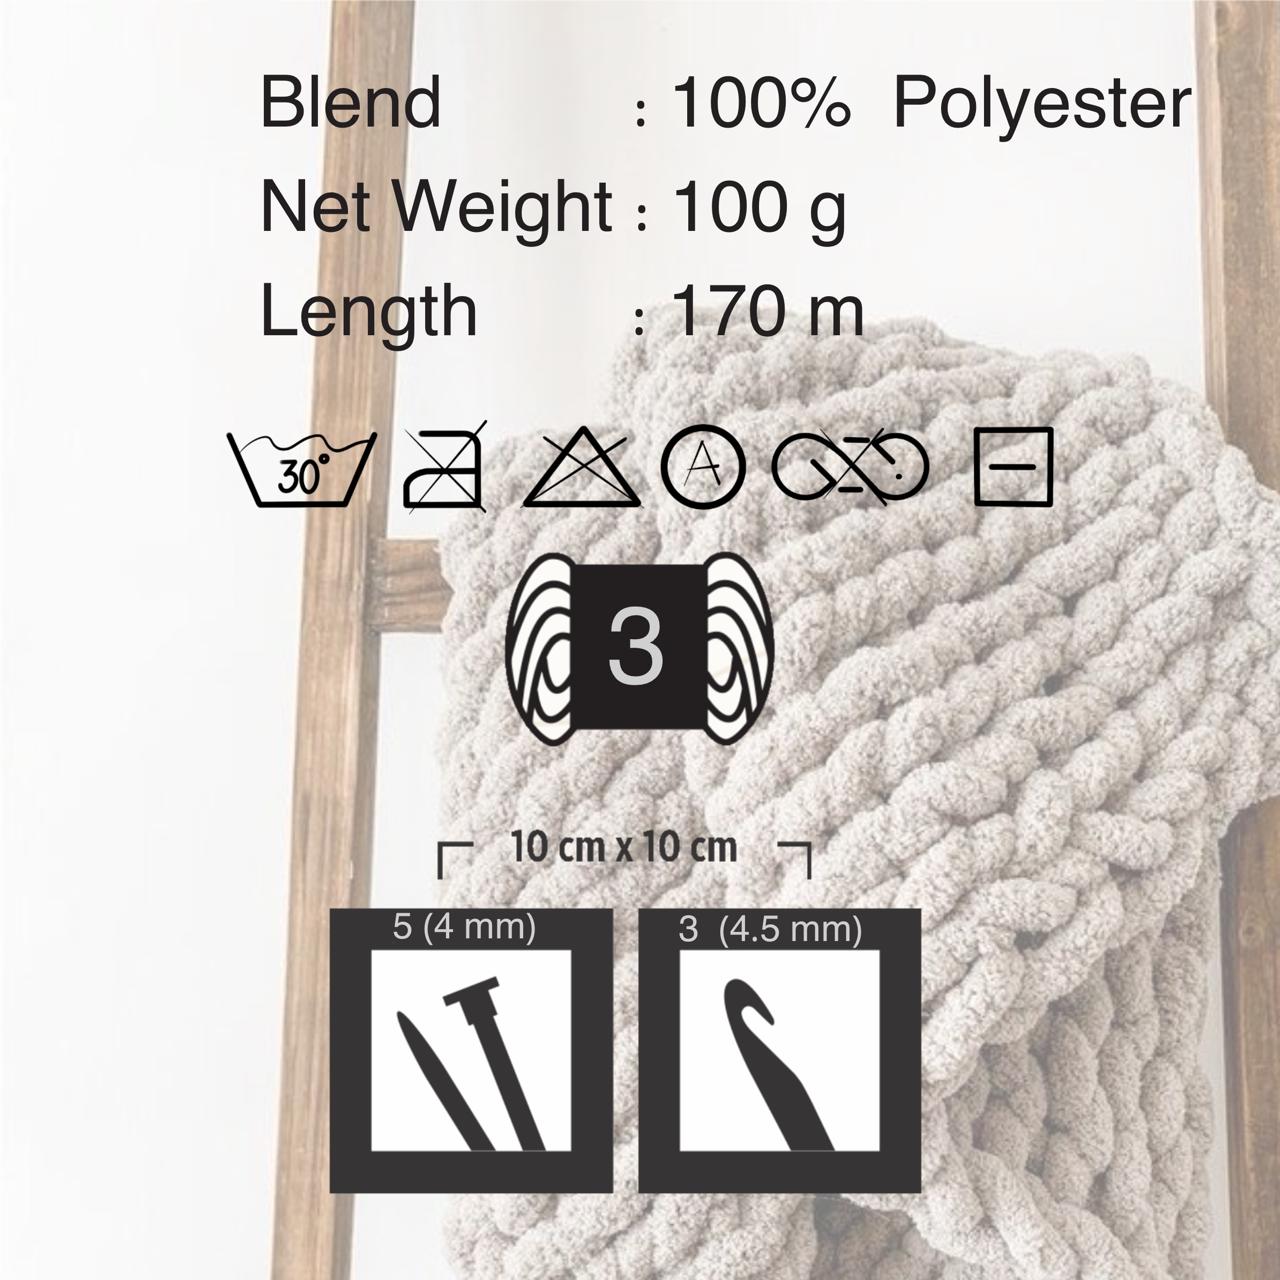 Blend : 100% Polyester
Net Weight : 100 g
Length : 170 m
30°
A
3
10 cm x 10 cm
5 (4 mm)
3 (4.5 mm)